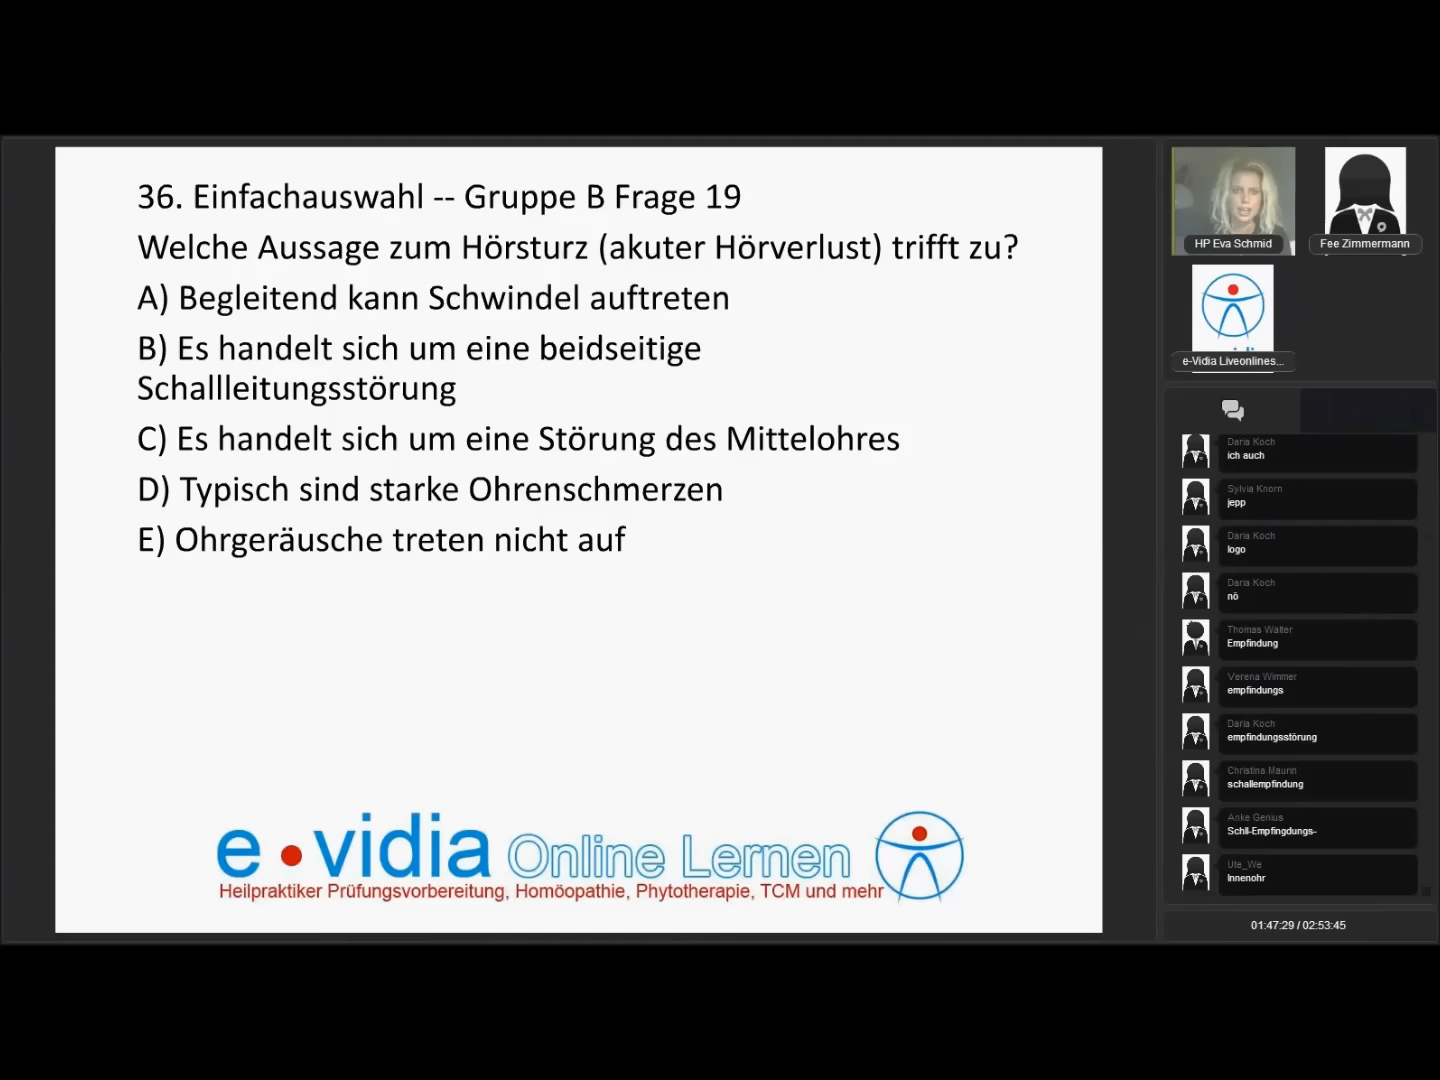 36. Einfachauswahl -- Gruppe B Frage 19
Welche Aussage zum Hörsturz (akuter Hörverlust) trifft zu?
A) Begleitend kann Schwindel auftreten
B) Es handelt sich um eine beidseitige
Schallleitungsstörung
C) Es handelt sich um eine Störung des Mittelohres
D) Typisch sind starke Ohrenschmerzen
E) Ohrgeräusche treten nicht auf
e vidia Online Lernen
Heilpraktiker Prüfungsvorbereitung, Homöopathie, Phytotherapie, TCM und mehr
HP Eva Schmid
Fee Zimmermann
e-Vidia Liveonlines...
Daria Koch
ich auch
Sylvia Knorn
jepp
Daria Koch
logo
Daria Koch
nö
Thomas Walter
Empfindung
Verena Wimmer
empfindungs
Daria Koch
empfindungsstörung
Christina Maurin
schallempfindung
Anke Genius
Schll-Empfingdungs-
Ute_We
Innenohr
01:47:29 / 02:53:45